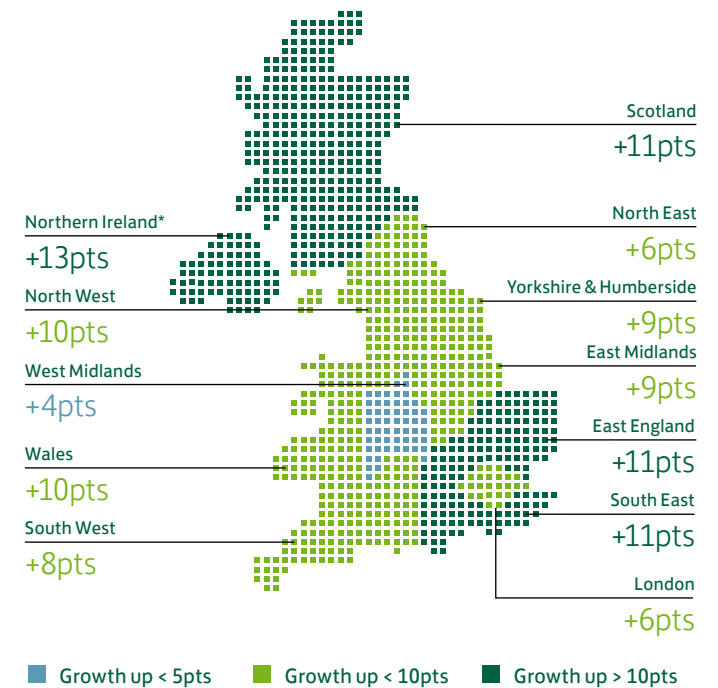 Scotland
+11pts
Northern Ireland*
+13pts
North East
+6pts
North West
+10pts
Yorkshire & Humberside
+9pts
West Midlands
+4pts
East Midlands
+9pts
Wales
+10pts
East England
+11pts
South West
+8pts
South East
+11pts
London
+6pts
Growth up < 5pts
Growth up < 10pts
Growth up > 10pts